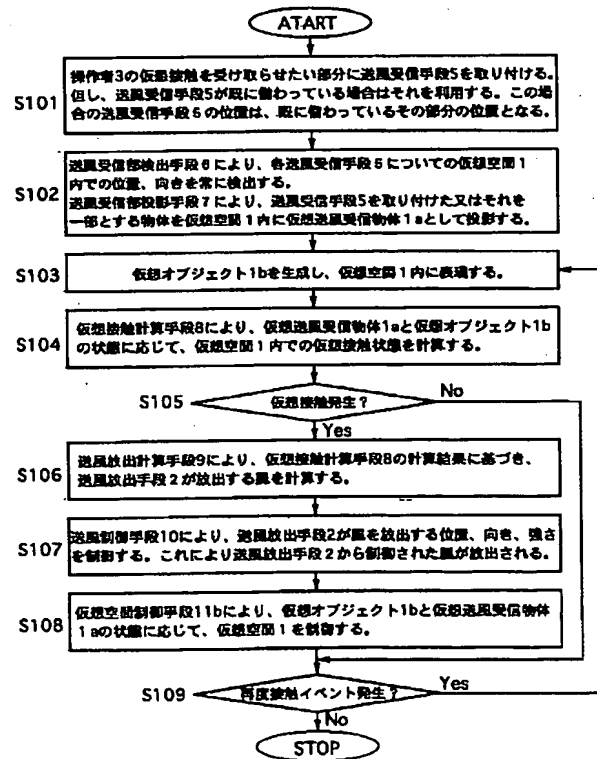 ATART
S101
操作者3の仮想接触を受け取らせたい部分に送風受信手段5を取り付ける。
但し、送風受信手段5が既に備わっている場合はそれを利用する。この場
合の送風受信手段5の位置は、既に備わっているその部分の位置となる。
S102
送風受信部検出手段6により、各送風受信手段5についての仮想空間1
内での位置、向きを常に検出する。
送風受信部投影手段7により、送風受信手段5を取り付けた又はそれを
一部とする物体を仮想空間1内に仮想送風受信物体1aとして投影する。
S103
仮想オブジェクト1bを生成し、仮想空間1内に表現する。
S104
仮想接触計算手段8により、仮想送風受信物体1aと仮想オブジェクト1b
の状態に応じて、仮想空間1内での仮想接触状態を計算する。
S105
仮想接触発生？
No
Yes
S106
送風放出計算手段9により、仮想接触計算手段8の計算結果に基づき、
送風放出手段2が放出する風を計算する。
S107
送風制御手段10により、送風放出手段2が風を放出する位置、向き、強さ
を制御する。これにより送風放出手段2から制御された風が放出される。
S108
仮想空間制御手段11bにより、仮想オブジェクト1bと仮想送風受信物体
1aの状態に応じて、仮想空間1を制御する。
S109
再度接触イベント発生？
Yes
No
STOP